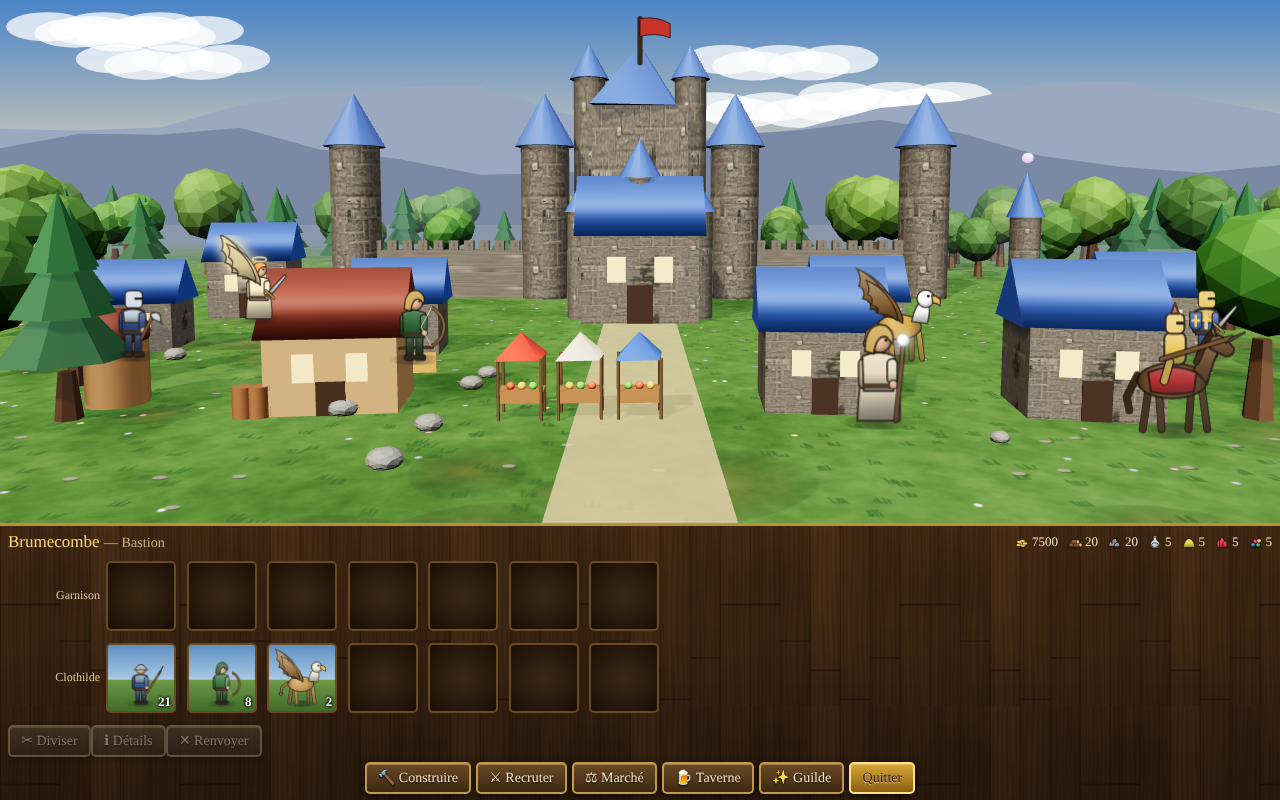 Brumecombe — Bastion
7500 20 20 5 5 5 5
Garnison
Clothilde
21 8 2
✂ Diviser ℹ Détails ✕ Renvoyer
🔨 Construire ⚔ Recruter ⚖ Marché 🍺 Taverne ✨ Guilde Quitter